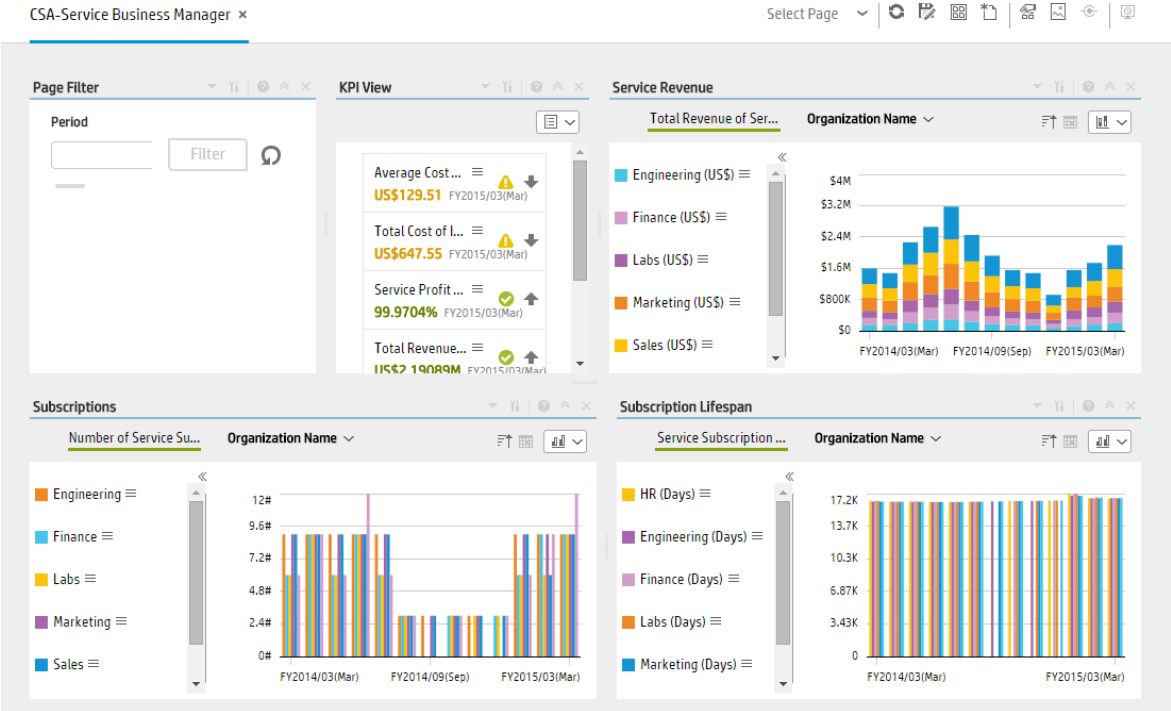 CSA-Service Business Manager ×
Select Page
Page Filter
Period
Filter
KPI View
Average Cost...
US$129.51 FY2015/03(Mar)
Total Cost of I...
US$647.55 FY2015/03(Mar)
Service Profit ...
99.9704% FY2015/03(Mar)
Total Revenue...
US$2.19089M FY2015/03(Mar)
Service Revenue
Total Revenue of Ser... Organization Name
Engineering (US$)
Finance (US$)
Labs (US$)
Marketing (US$)
Sales (US$)
$4M
$3.2M
$2.4M
$1.6M
$800K
$0
FY2014/03(Mar) FY2014/09(Sep) FY2015/03(Mar)
Subscriptions
Number of Service Su... Organization Name
Engineering
Finance
Labs
Marketing
Sales
12#
9.6#
7.2#
4.8#
2.4#
0#
FY2014/03(Mar) FY2014/09(Sep) FY2015/03(Mar)
Subscription Lifespan
Service Subscription ... Organization Name
HR (Days)
Engineering (Days)
Finance (Days)
Labs (Days)
Marketing (Days)
17.2K
13.7K
10.3K
6.87K
3.43K
0
FY2014/03(Mar) FY2015/03(Mar)